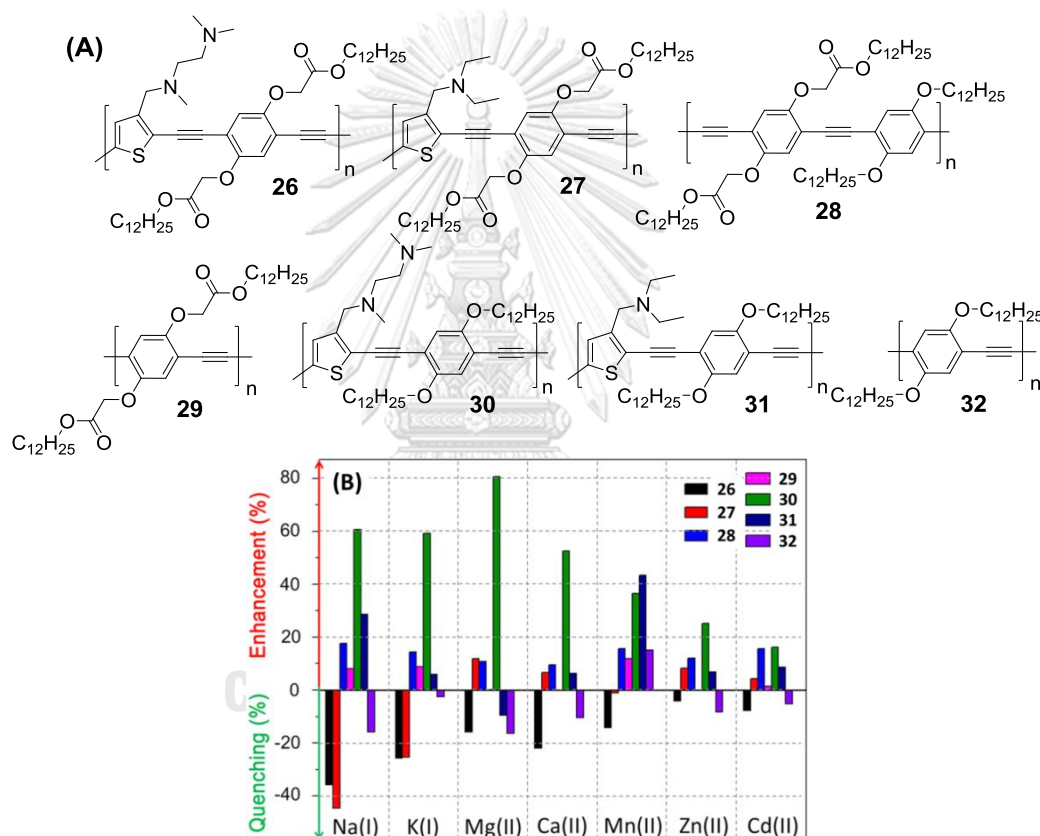 (A)
N
N
O
O
C12H25
O
S
O
O
O
C12H25
n
26
N
O
O
C12H25
O
S
O
O
O
C12H25
n
27
C12H25
O
O
O
O
C12H25
O
O
O
C12H25
C12H25-O
n
28
O
O
C12H25
O
O
O
O
C12H25
n
29
N
N
O-C12H25
S
C12H25-O
n
30
N
O-C12H25
S
C12H25-O
n
31
O-C12H25
C12H25-O
n
32
(B)
26
27
28
29
30
31
32
Enhancement (%)
Quenching (%)
80
60
40
20
0
-20
-40
Na(I) K(I) Mg(II) Ca(II) Mn(II) Zn(II) Cd(II)